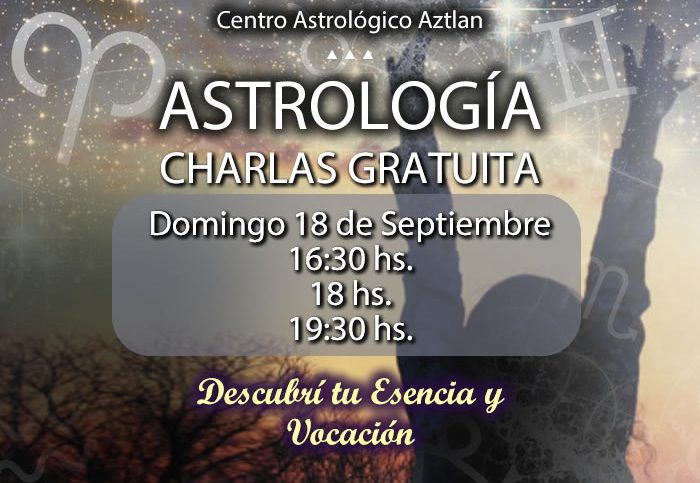 Centro Astrológico Aztlan
ASTROLOGÍA
CHARLAS GRATUITA
Domingo 18 de Septiembre
16:30 hs.
18 hs.
19:30 hs.
Descubrí tu Esencia y
Vocación